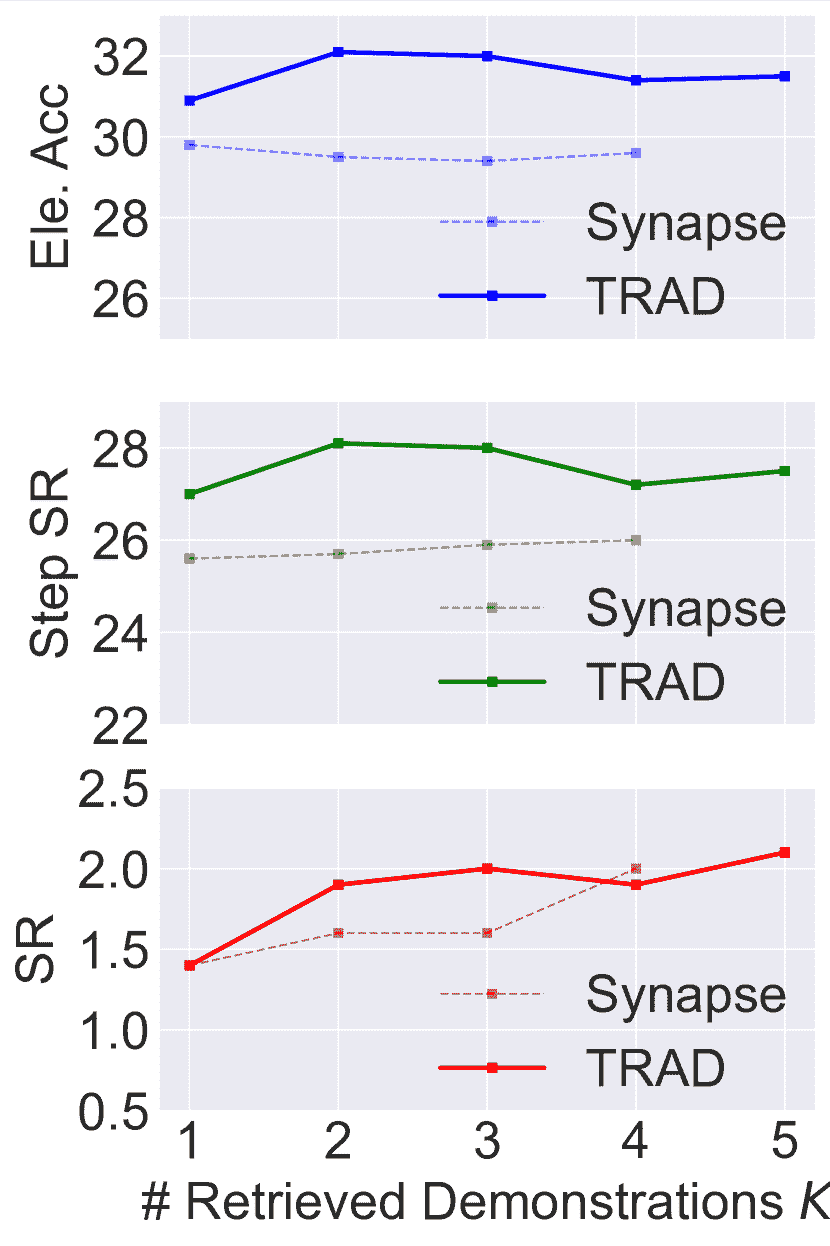 Ele. Acc
32
30
28
26
Synapse
TRAD
Step SR
28
26
24
22
Synapse
TRAD
SR
2.5
2.0
1.5
1.0
0.5
Synapse
TRAD
1 2 3 4 5
# Retrieved Demonstrations K